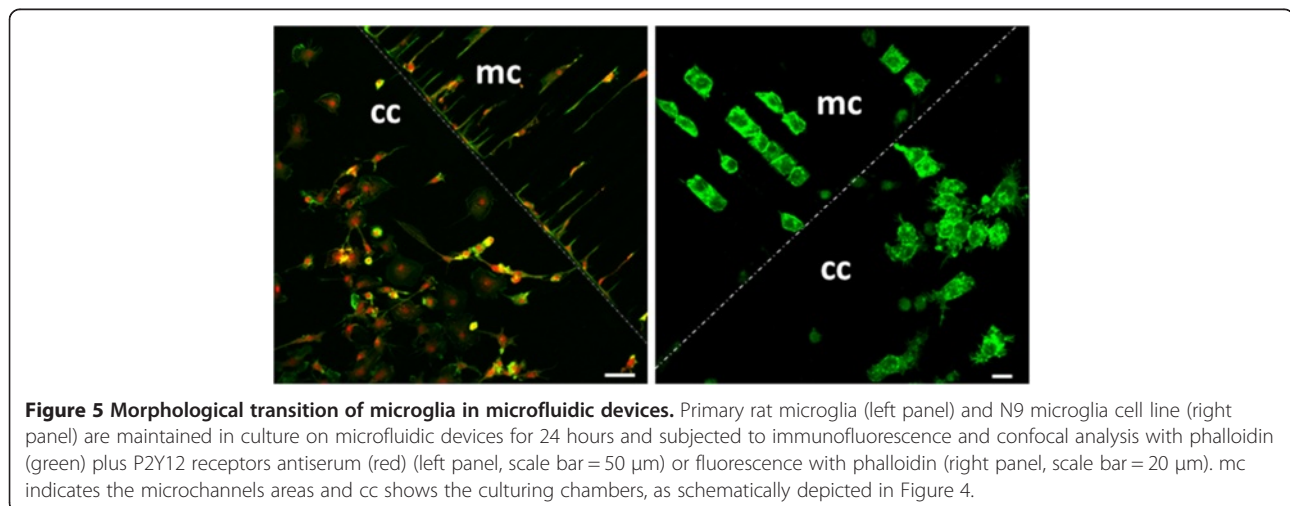 mc
cc
mc
cc
Figure 5 Morphological transition of microglia in microfluidic devices. Primary rat microglia (left panel) and N9 microglia cell line (right
panel) are maintained in culture on microfluidic devices for 24 hours and subjected to immunofluorescence and confocal analysis with phalloidin
(green) plus P2Y12 receptors antiserum (red) (left panel, scale bar = 50 μm) or fluorescence with phalloidin (right panel, scale bar = 20 μm). mc
indicates the microchannels areas and cc shows the culturing chambers, as schematically depicted in Figure 4.